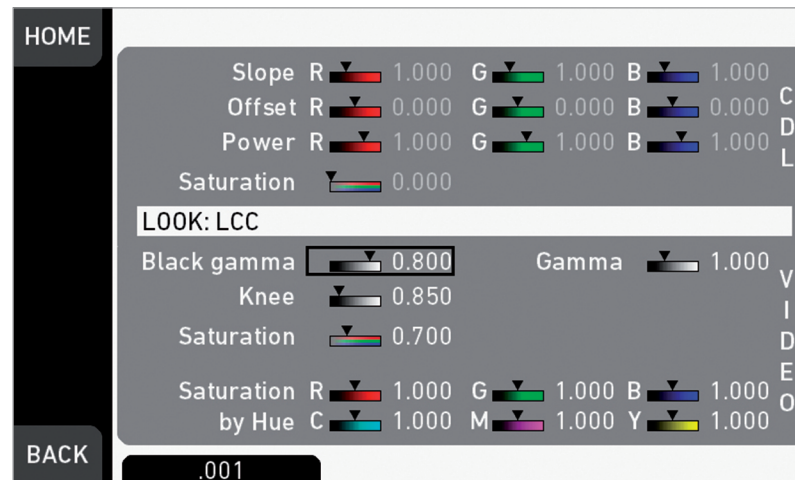 HOME
Slope R 1.000 G 1.000 B 1.000
Offset R 0.000 G 0.000 B 0.000
Power R 1.000 G 1.000 B 1.000
Saturation 0.000
CDL
LOOK: LCC
Black gamma 0.800 Gamma 1.000
Knee 0.850
Saturation 0.700
Saturation R 1.000 G 1.000 B 1.000
by Hue C 1.000 M 1.000 Y 1.000
VIDEO
BACK
.001